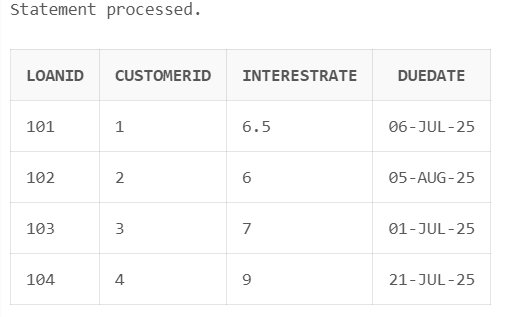 Statement processed.
LOANID CUSTOMERID INTERESTRATE DUEDATE
101 1 6.5 06-JUL-25
102 2 6 05-AUG-25
103 3 7 01-JUL-25
104 4 9 21-JUL-25